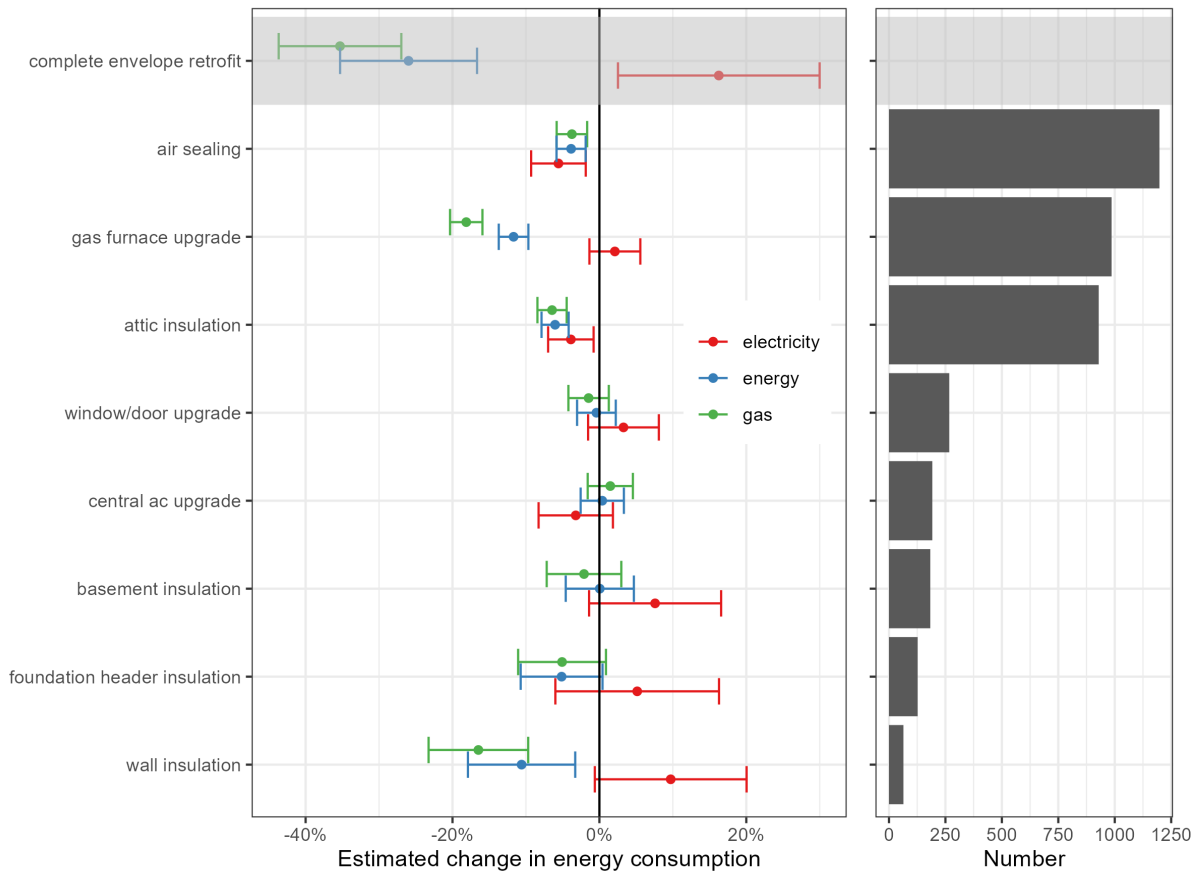 complete envelope retrofit
air sealing
gas furnace upgrade
attic insulation
window/door upgrade
central ac upgrade
basement insulation
foundation header insulation
wall insulation
electricity
energy
gas
-40% -20% 0% 20%
Estimated change in energy consumption
0 250 500 750 1000 1250
Number